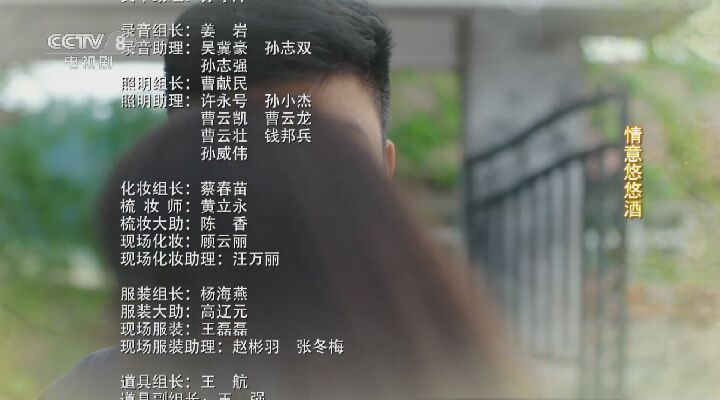 CCTV 8
电视剧
录音组长：姜　岩
录音助理：吴冀豪　孙志双
孙志强
照明组长：曹献民
照明助理：许永号　孙小杰
曹云凯　曹云龙
曹云壮　钱邦兵
孙威伟
化妆组长：蔡春苗
梳 妆 师：黄立永
梳妆大助：陈　香
现场化妆：顾云丽
现场化妆助理：汪万丽
服装组长：杨海燕
服装大助：高辽元
现场服装：王磊磊
现场服装助理：赵彬羽　张冬梅
道具组长：王　航
道具副组长：王　强
情意悠悠酒